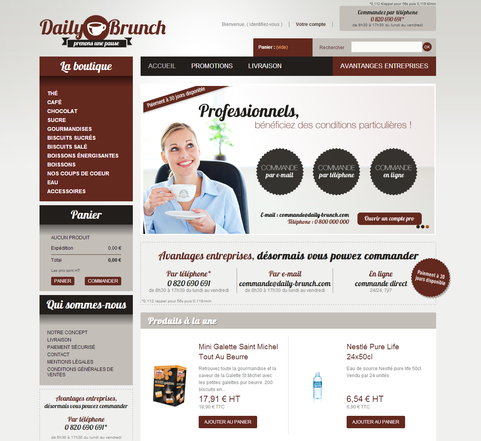 *0,112 €/appel pour fixe puis 0,118 €/min
Daily Brunch
prenons une pause
Bienvenue, ( identifiez-vous )
Votre compte
Commandez par téléphone
0 820 690 691*
de 8h30 à 17h30 du lundi au vendredi
Panier : (vide)
Rechercher
OK
La boutique
THÉ
CAFÉ
CHOCOLAT
SUCRE
GOURMANDISES
BISCUITS SUCRÉS
BISCUITS SALÉ
BOISSONS ÉNERGISANTES
BOISSONS
NOS COUPS DE COEUR
EAU
ACCESSOIRES
ACCUEIL
PROMOTIONS
LIVRAISON
AVANTAGES ENTREPRISES
Paiement à 30 jours disponible
Professionnels,
bénéficiez des conditions particulières !
COMMANDE
par e-mail
COMMANDE
par téléphone
COMMANDE
en ligne
E-mail : commande@daily-brunch.com
Téléphone : 0 800 000 000
Ouvrir un compte pro
Panier
AUCUN PRODUIT
Expédition 0,00 €
Total 0,00 €
Les prix sont HT
PANIER
COMMANDER
Avantages entreprises, désormais vous pouvez commander
Par téléphone*
0 820 690 691
de 8h30 à 17h30 du lundi au vendredi
Par e-mail
commande@daily-brunch.com
de 8h30 à 17h30 du lundi au vendredi
En ligne
commande direct
24/24, 7j/7
Paiement à 30
jours disponible
Qui sommes-nous
NOTRE CONCEPT
LIVRAISON
PAIEMENT SÉCURISÉ
CONTACT
MENTIONS LÉGALES
CONDITIONS GÉNÉRALES DE
VENTES
Avantages entreprises,
désormais vous pouvez commander
Par téléphone
0 820 690 691*
de 8h30 à 17h30 du lundi au vendredi
Produits à la une
Mini Galette Saint Michel
Tout Au Beurre
Retrouvez toute la gourmandise et la
saveur de la Galette St Michel avec
les petites galettes pur beurre. 200
biscuits en...
17,91 € HT
18,90 € TTC
AJOUTER AU PANIER
Nestlé Pure Life
24x50cl
Eau de source Nestlé pure life 50cl
Vendu par 24 unités
6,54 € HT
6,90 € TTC
AJOUTER AU PANIER